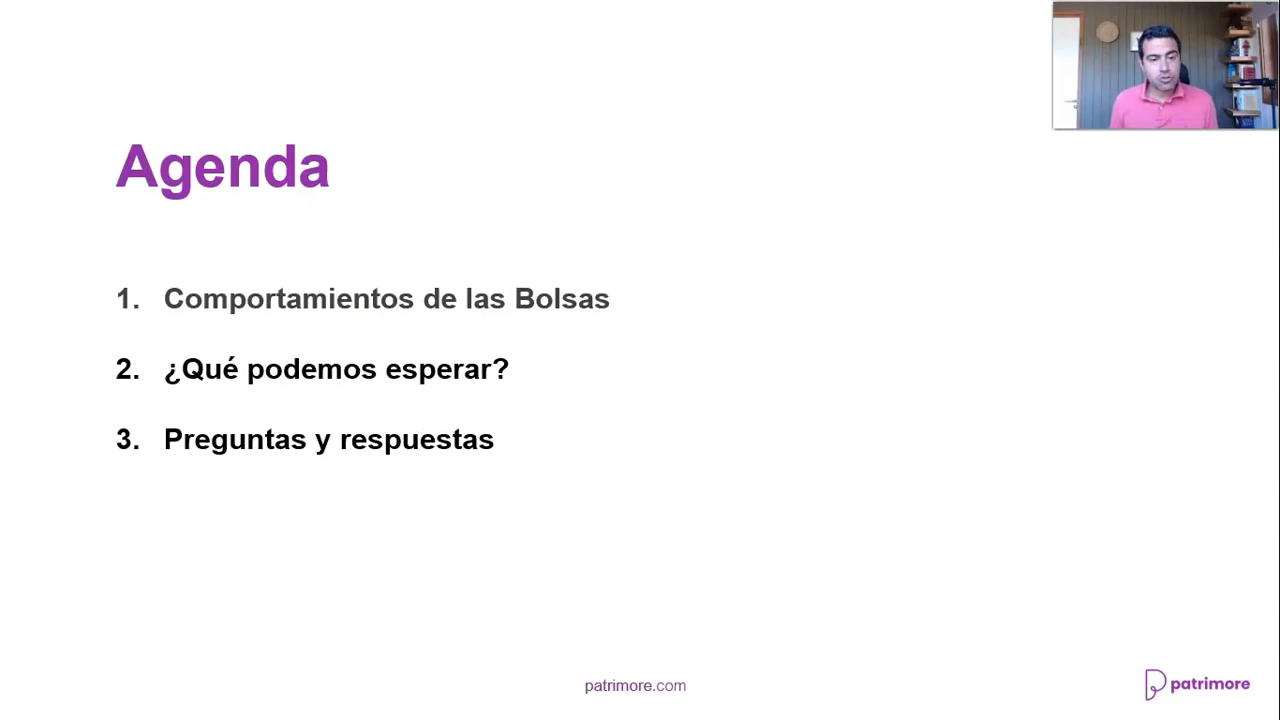 Agenda
1. Comportamientos de las Bolsas
2. ¿Qué podemos esperar?
3. Preguntas y respuestas
patrimore.com
patrimore